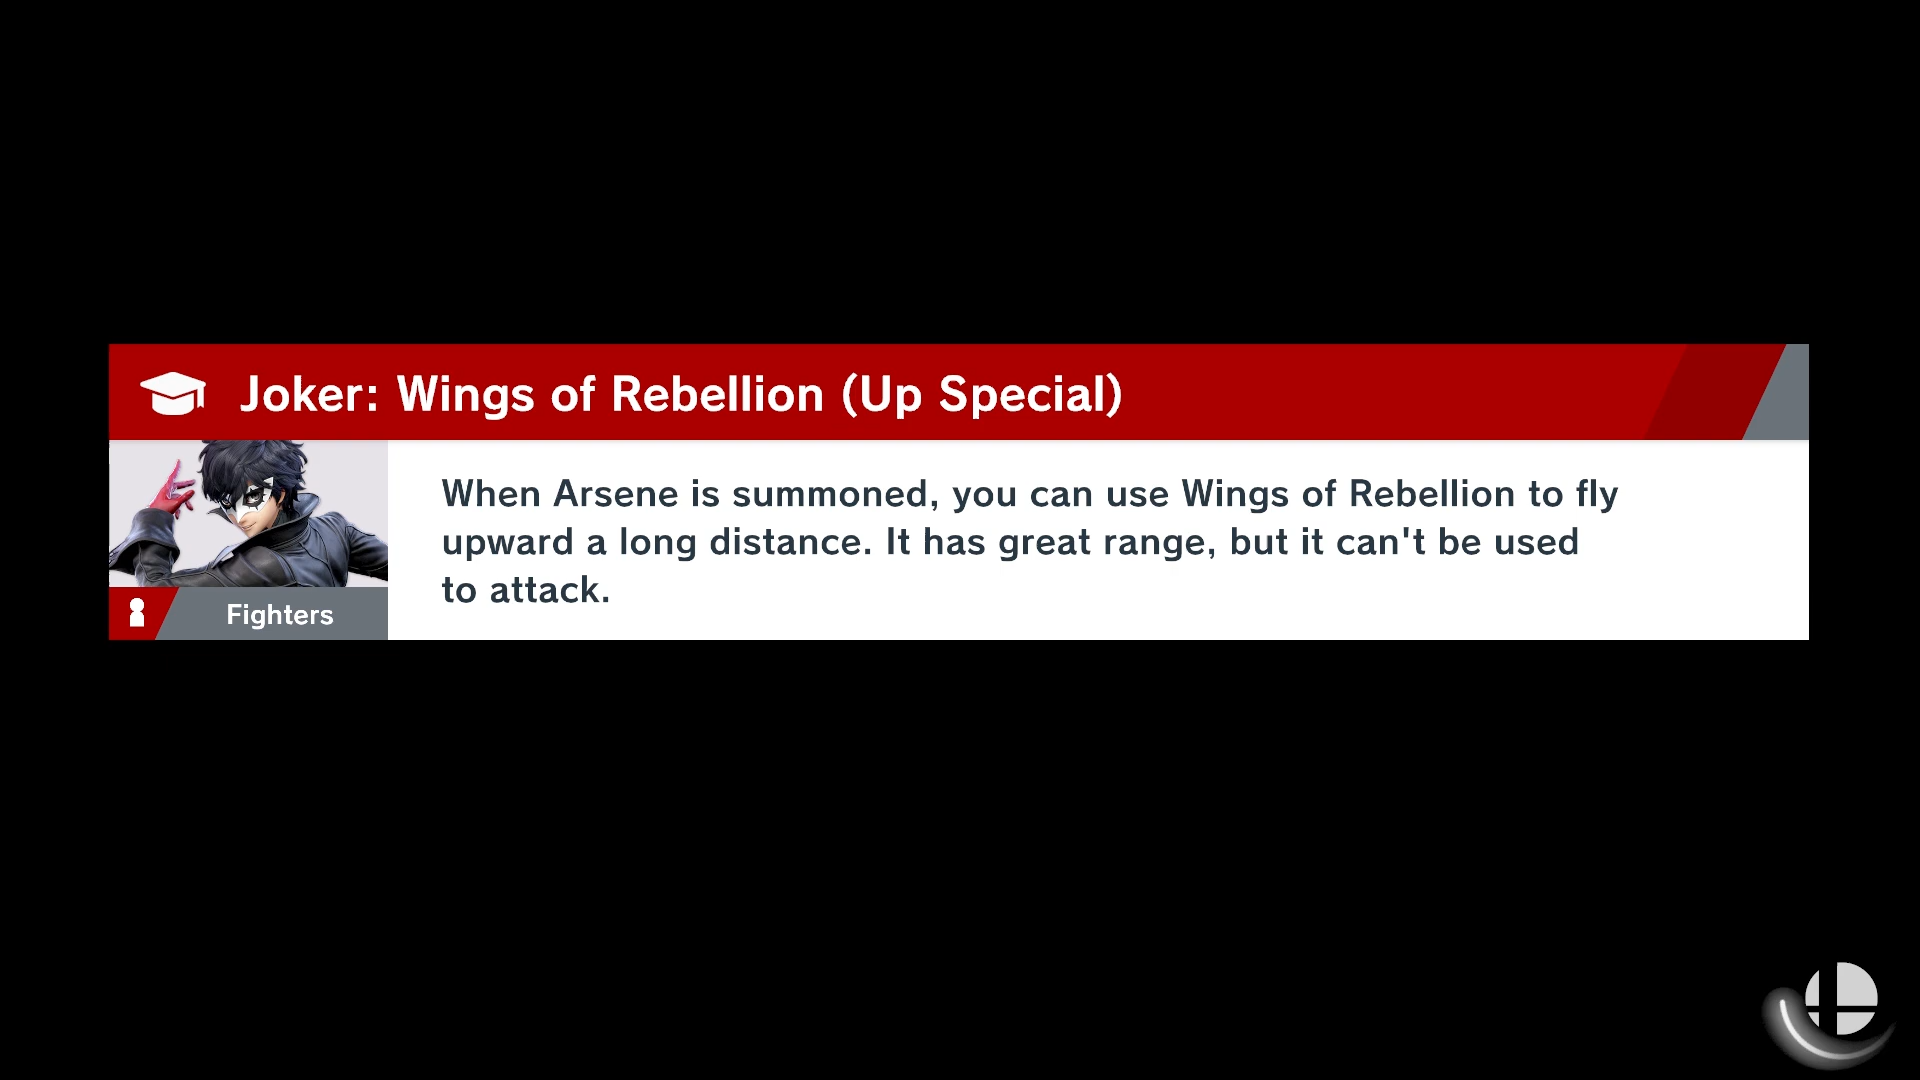 Joker: Wings of Rebellion (Up Special)
When Arsene is summoned, you can use Wings of Rebellion to fly
upward a long distance. It has great range, but it can't be used
to attack.
Fighters